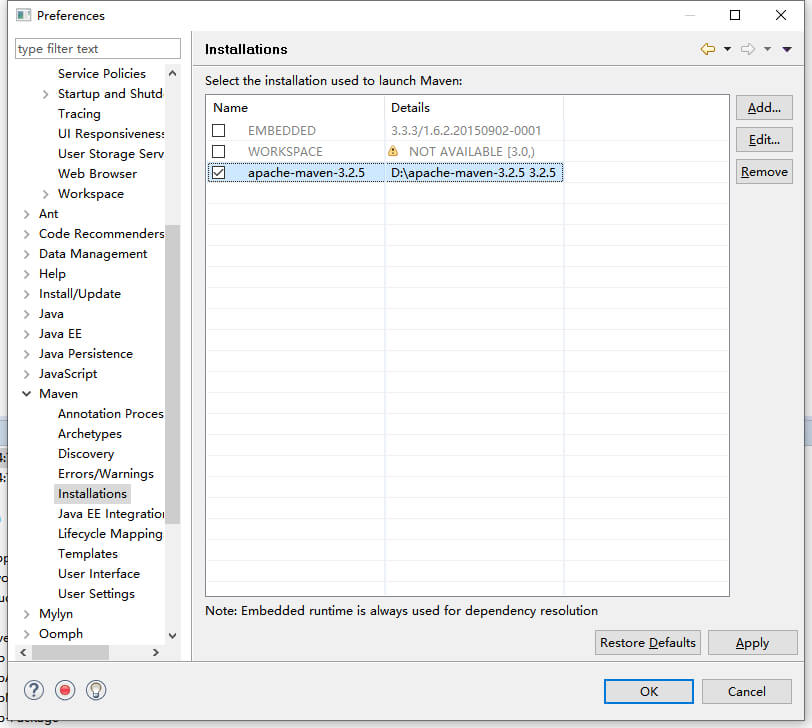 Preferences
type filter text
Service Policies
Startup and Shutd
Tracing
UI Responsiveness
User Storage Serv
Web Browser
Workspace
Ant
Code Recommenders
Data Management
Help
Install/Update
Java
Java EE
Java Persistence
JavaScript
Maven
Annotation Proces
Archetypes
Discovery
Errors/Warnings
Installations
Java EE Integration
Lifecycle Mapping
Templates
User Interface
User Settings
Mylyn
Oomph
Installations
Select the installation used to launch Maven:
Name Details
EMBEDDED 3.3.3/1.6.2.20150902-0001
WORKSPACE NOT AVAILABLE [3.0,)
apache-maven-3.2.5 D:\apache-maven-3.2.5 3.2.5
Add...
Edit...
Remove
Note: Embedded runtime is always used for dependency resolution
Restore Defaults Apply
OK Cancel